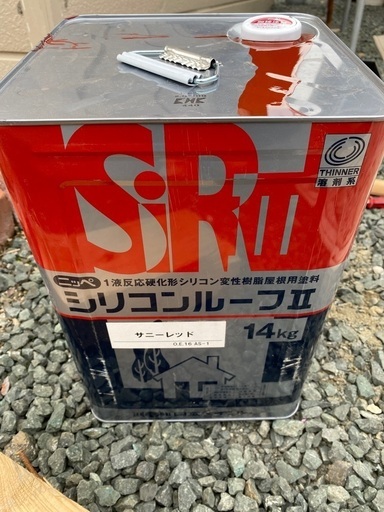 SiRII
THINNER
溶剤系
ニッペ
1液反応硬化形シリコン変性樹脂屋根用塗料
シリコンルーフII
14kg
サニーレッド